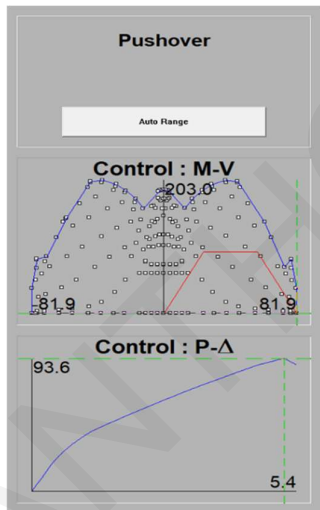 Pushover
Auto Range
Control : M-V
203.0
-81.9
81.9
Control : P-Δ
93.6
5.4